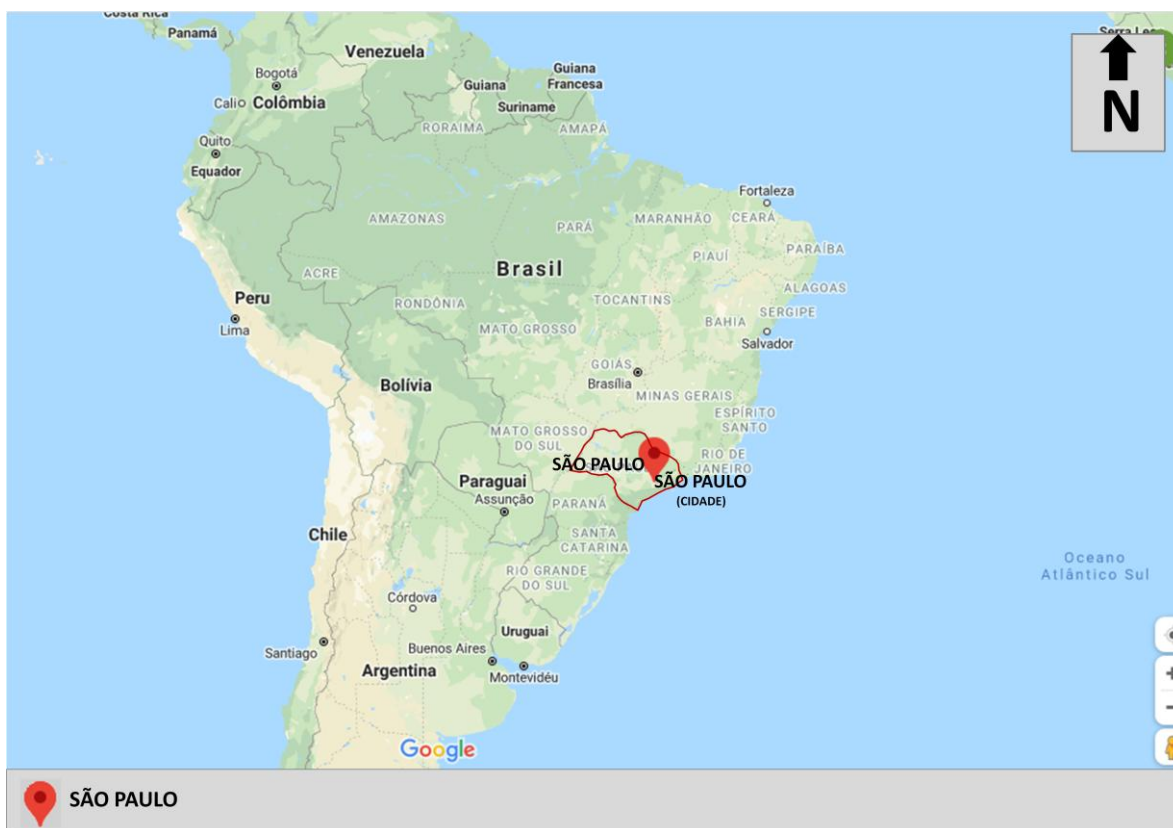 Costa Rica
Panamá
Venezuela
Guiana
Guiana
Francesa
Suriname
Bogotá
Cali
Colômbia
RORAIMA
AMAPÁ
Quito
Equador
Fortaleza
AMAZONAS
PARÁ
MARANHÃO
CEARÁ
PIAUÍ
PARAÍBA
ACRE
Brasil
ALAGOAS
Peru
RONDÔNIA
TOCANTINS
SERGIPE
Lima
MATO GROSSO
BAHIA
Salvador
GOIÁS
Brasília
Bolívia
MINAS GERAIS
ESPÍRITO
SANTO
MATO GROSSO
DO SUL
RIO DE
JANEIRO
SÃO PAULO
SÃO PAULO
(CIDADE)
Paraguai
Assunção
PARANÁ
Chile
SANTA
CATARINA
RIO GRANDE
DO SUL
Oceano
Atlântico Sul
Córdova
Uruguai
Santiago
Buenos Aires
Montevidéu
Argentina
Google
N
SÃO PAULO